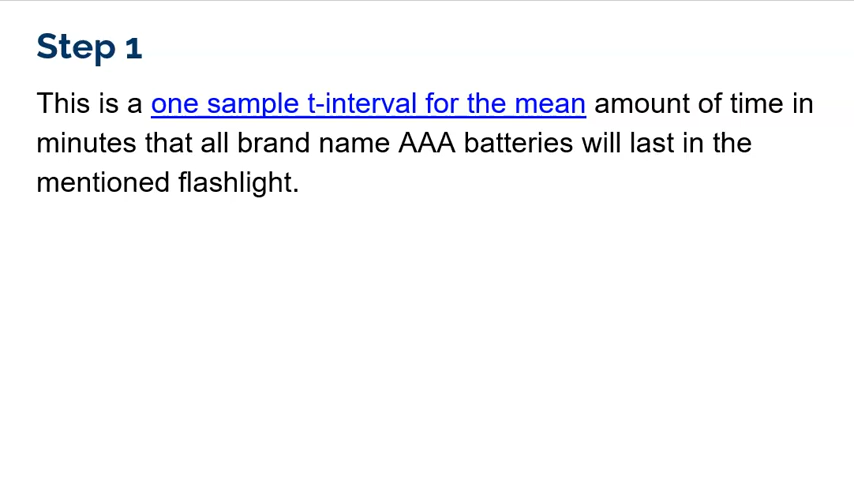 Step 1
This is a one sample t-interval for the mean amount of time in
minutes that all brand name AAA batteries will last in the
mentioned flashlight.